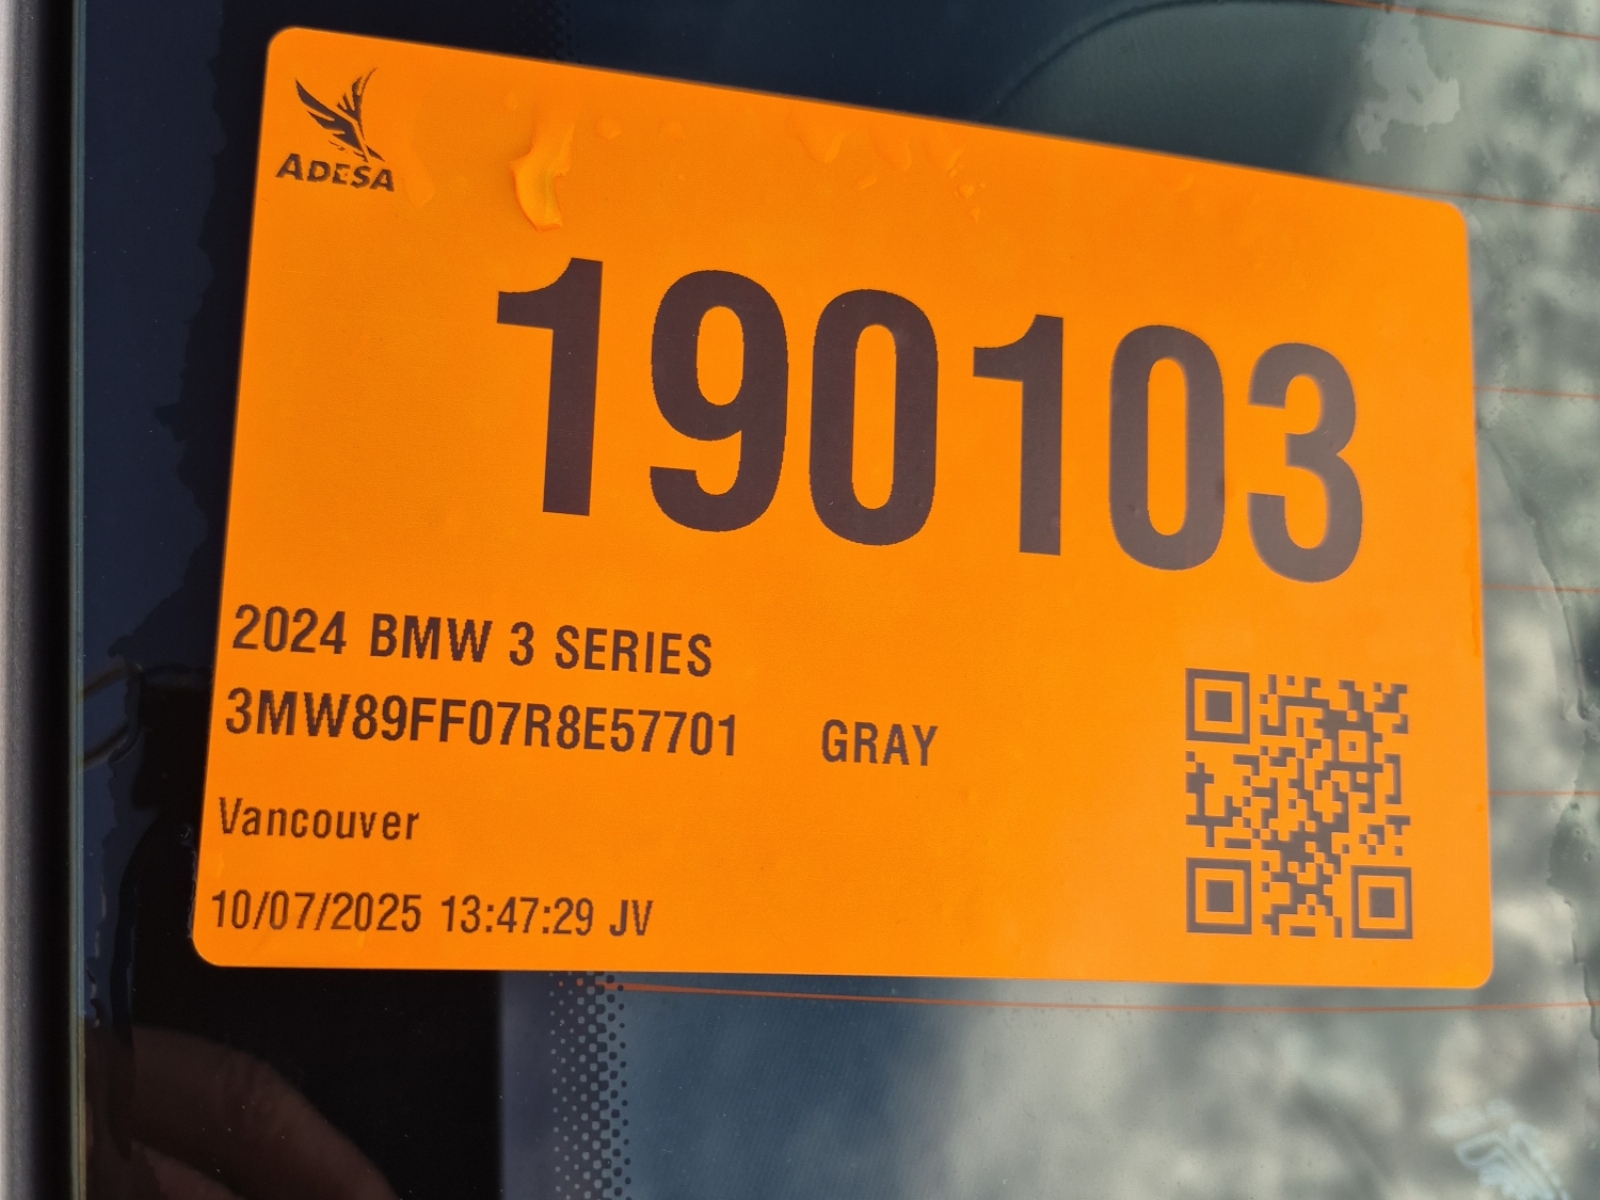 ADESA
190103
2024 BMW 3 SERIES
3MW89FF07R8E57701 GRAY
Vancouver
10/07/2025 13:47:29 JV